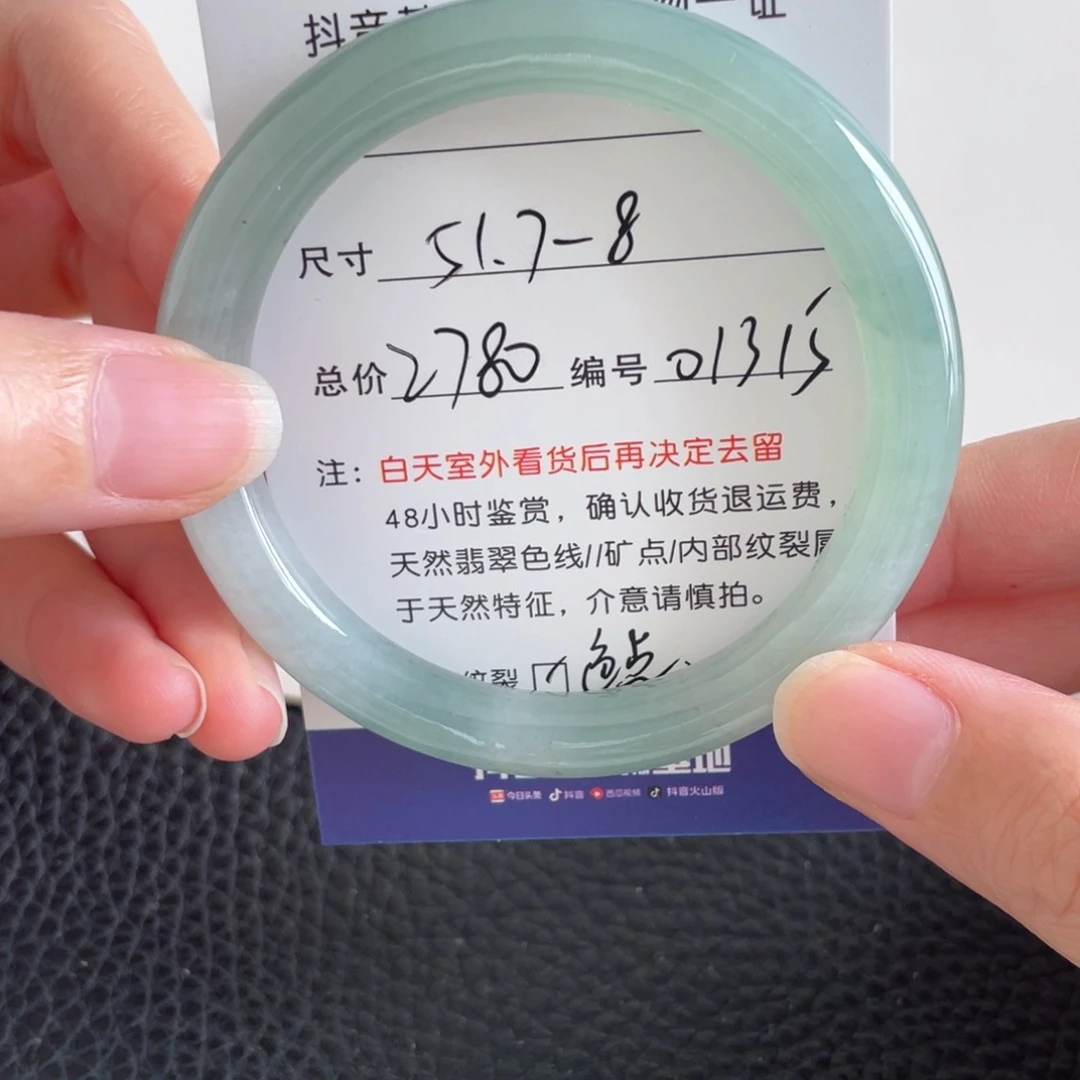 抖音
尺寸 51.7-8
总价 2780 编号 01315
注：白天室外看货后再决定去留
48小时鉴赏，确认收货退运费，
天然翡翠色线//矿点/内部纹裂属
于天然特征，介意请慎拍。
纹裂
今日头条 抖音 西瓜视频 抖音火山版